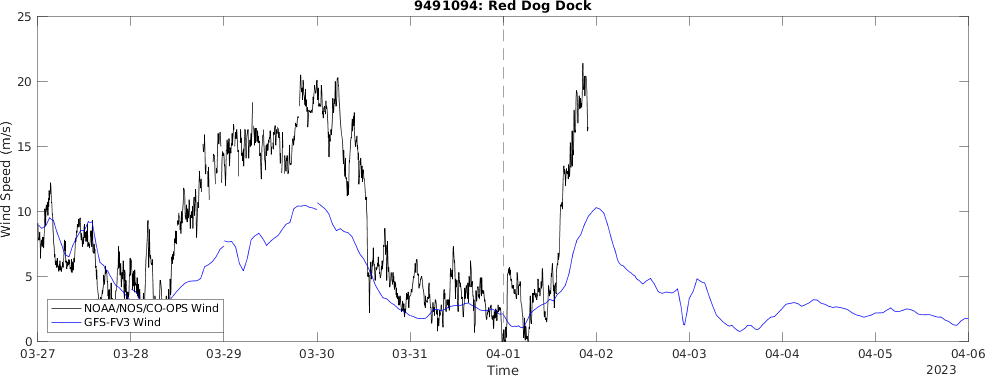 9491094: Red Dog Dock
25
20
15
10
5
0
Wind Speed (m/s)
NOAA/NOS/CO-OPS Wind
GFS-FV3 Wind
03-27 03-28 03-29 03-30 03-31 04-01 04-02 04-03 04-04 04-05 04-06
Time
2023